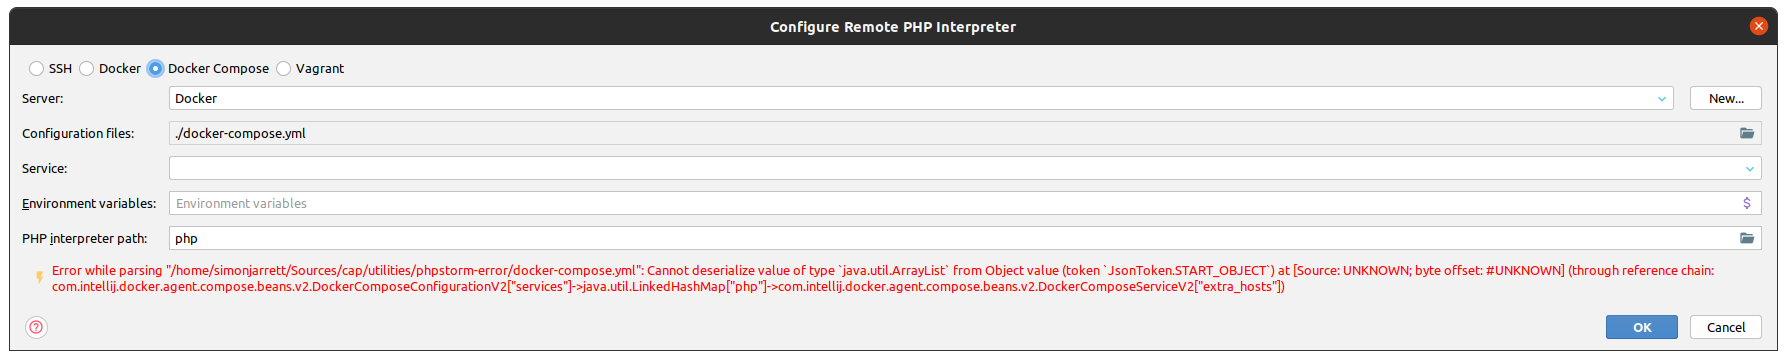 Configure Remote PHP Interpreter
SSH Docker Docker Compose Vagrant
Server: Docker New...
Configuration files: ./docker-compose.yml
Service:
Environment variables: Environment variables $
PHP interpreter path: php
Error while parsing "/home/simonjarrett/Sources/cap/utilities/phpstorm-error/docker-compose.yml": Cannot deserialize value of type `java.util.ArrayList` from Object value (token `JsonToken.START_OBJECT`) at [Source: UNKNOWN; byte offset: #UNKNOWN] (through reference chain:
com.intellij.docker.agent.compose.beans.v2.DockerComposeConfigurationV2["services"]->java.util.LinkedHashMap["php"]->com.intellij.docker.agent.compose.beans.v2.DockerComposeServiceV2["extra_hosts"])
? OK Cancel